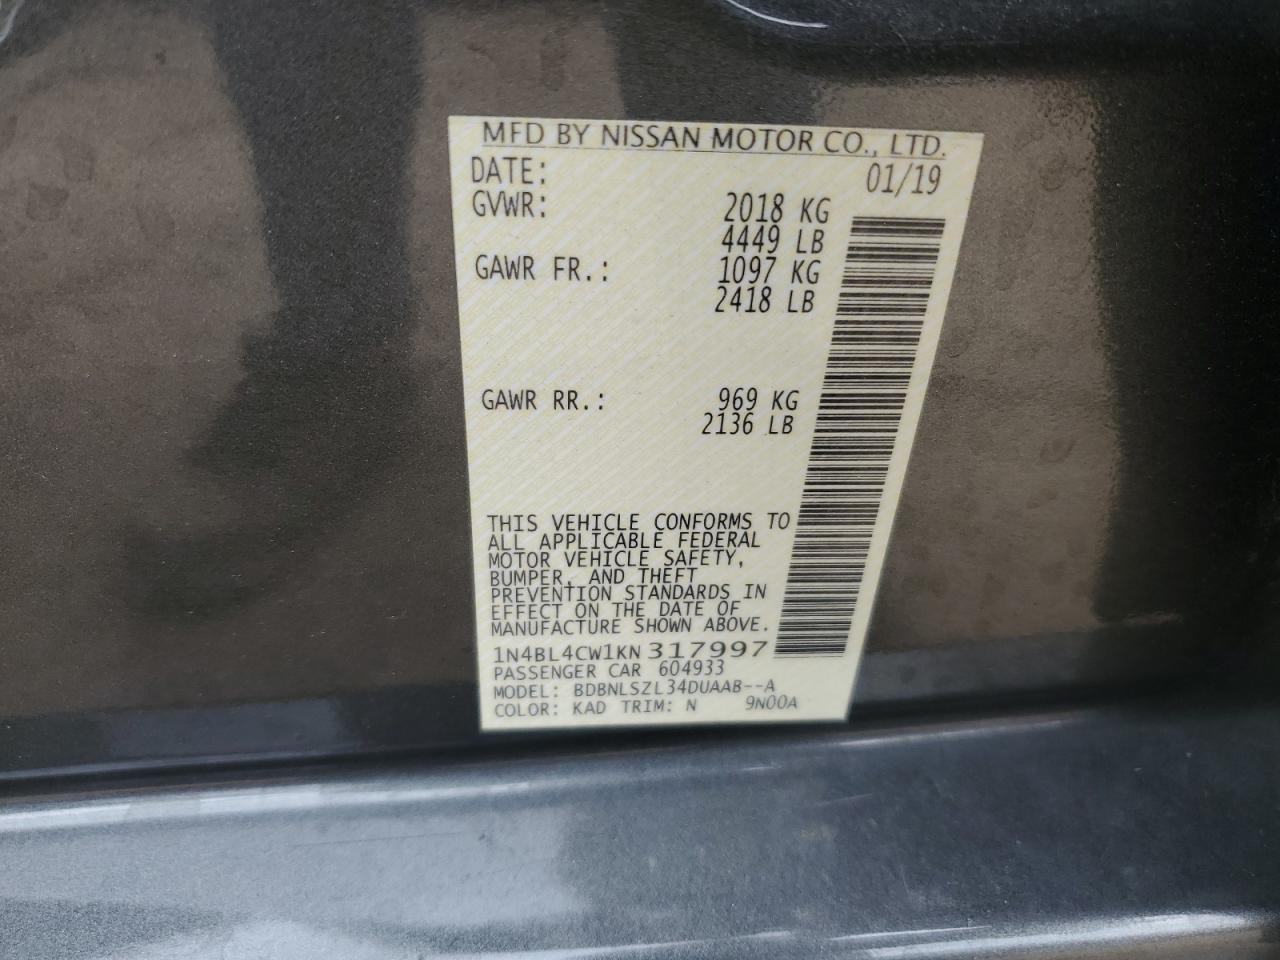 MFD BY NISSAN MOTOR CO., LTD.
DATE: 01/19
GVWR: 2018 KG
4449 LB
GAWR FR.: 1097 KG
2418 LB
GAWR RR.: 969 KG
2136 LB
THIS VEHICLE CONFORMS TO
ALL APPLICABLE FEDERAL
MOTOR VEHICLE SAFETY,
BUMPER, AND THEFT
PREVENTION STANDARDS IN
EFFECT ON THE DATE OF
MANUFACTURE SHOWN ABOVE.
1N4BL4CW1KN317997
PASSENGER CAR 604933
MODEL: BDBNLSZL34DUAAB--A
COLOR: KAD TRIM: N 9N00A